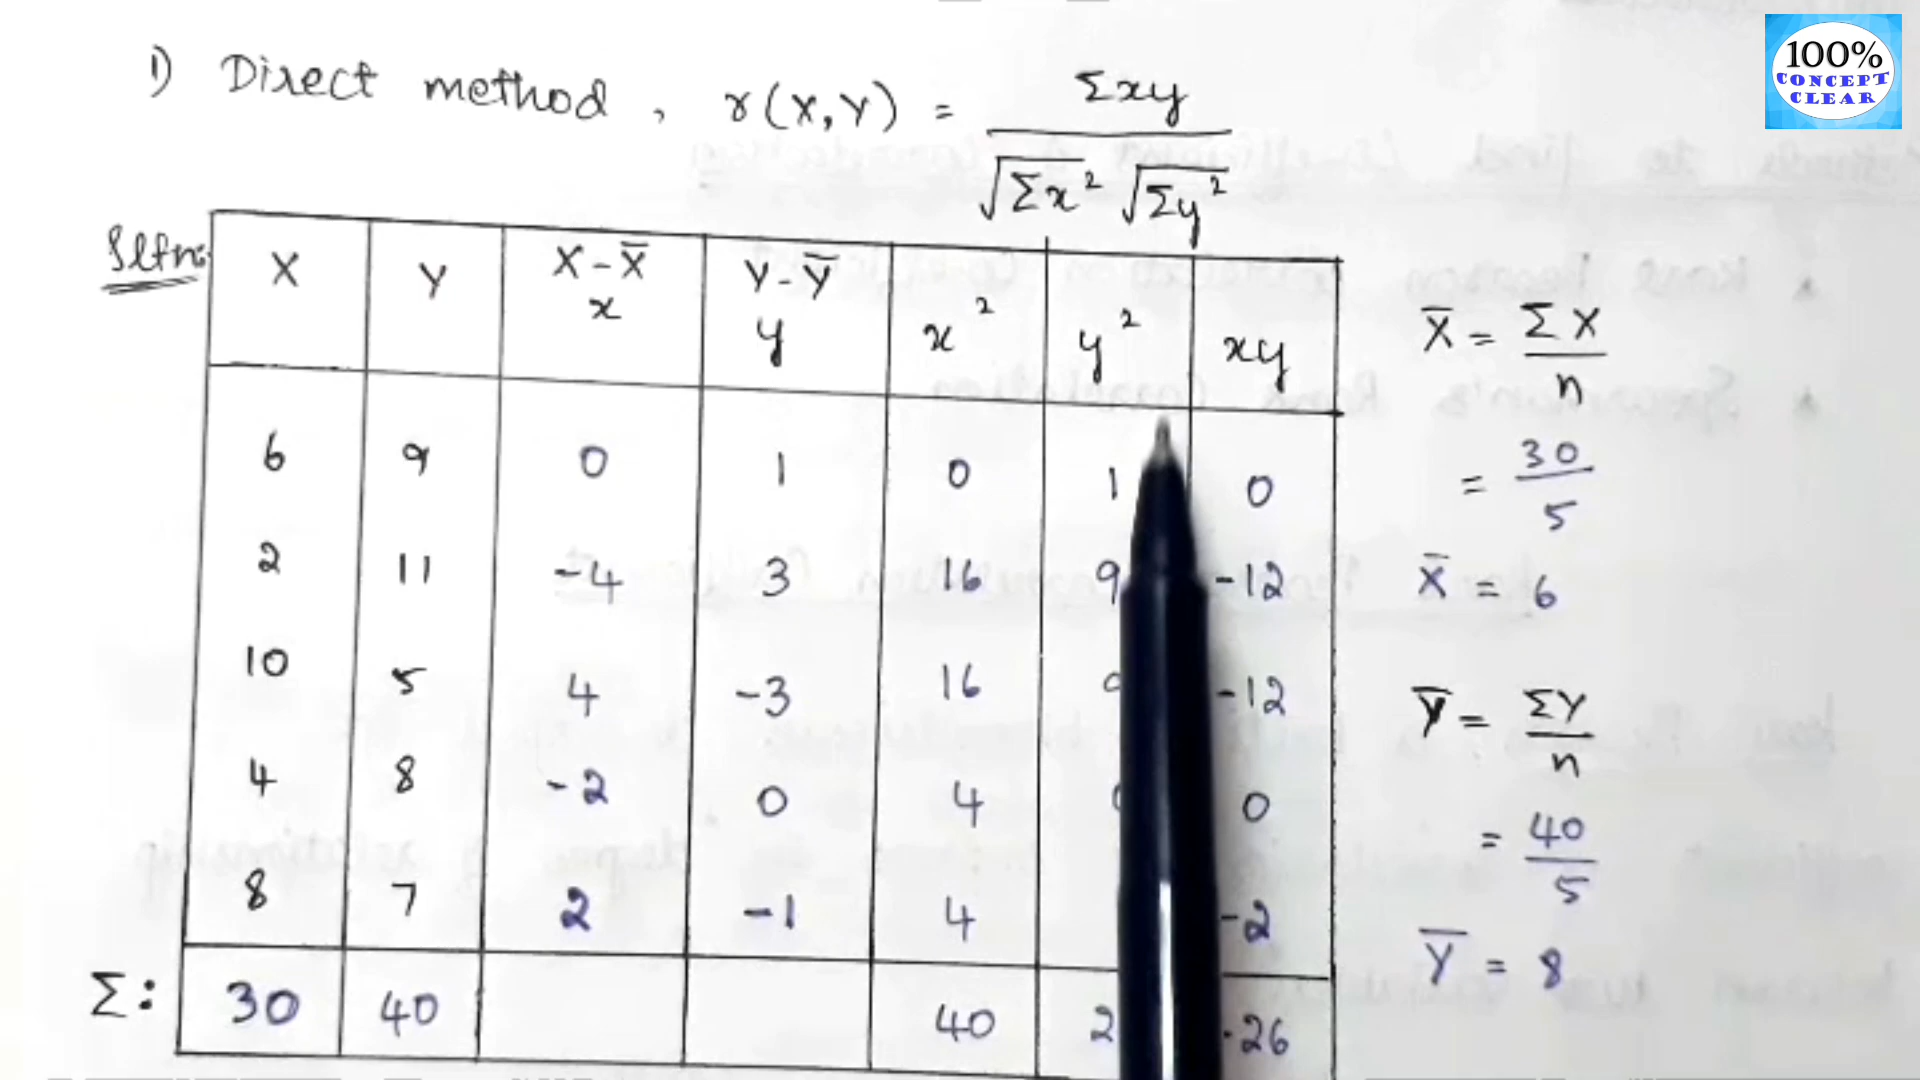 1) Direct method, r(X,Y) = Σxy / √Σx² √Σy²
100%
CONCEPT
CLEAR
X Y X-X̄ x Y-Ȳ y x² y² xy
6 9 0 1 0 1 0
2 11 -4 3 16 9 -12
10 5 4 -3 16 -12
4 8 -2 0 4 0
8 7 2 -1 4 -2
Σ: 30 40 40 2 -26
X̄ = ΣX / n
= 30 / 5
X̄ = 6
Ȳ = ΣY / n
= 40 / 5
Ȳ = 8